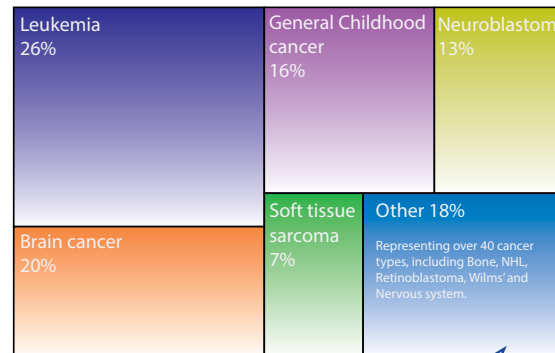 Leukemia
26%
General Childhood
cancer
16%
Neuroblastom
13%
Brain cancer
20%
Soft tissue
sarcoma
7%
Other 18%
Representing over 40 cancer
types, including Bone, NHL,
Retinoblastoma, Wilms’ and
Nervous system.